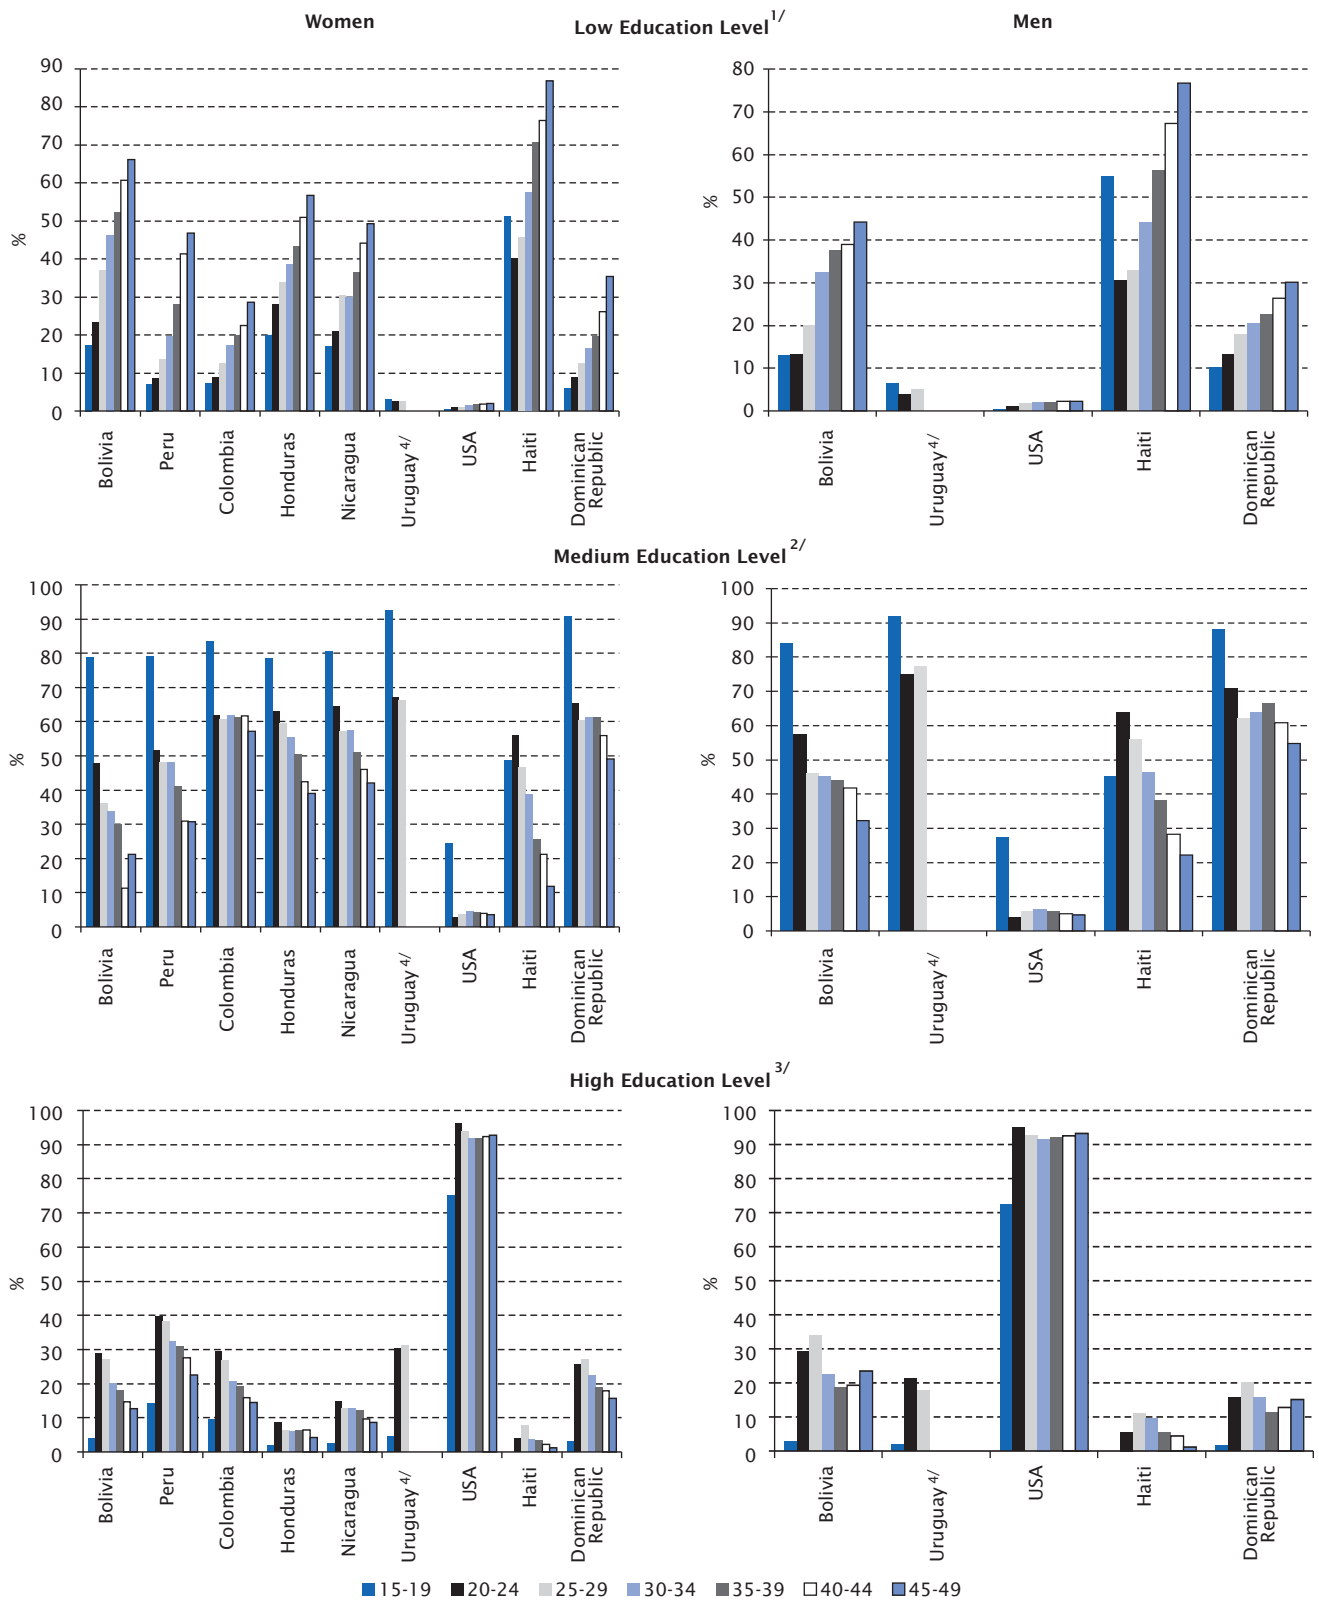 Women
Low Education Level 1/
Men
90
80
70
60
50
40
30
20
10
0
%
Bolivia
Peru
Colombia
Honduras
Nicaragua
Uruguay 4/
USA
Haiti
Dominican
Republic
80
70
60
50
40
30
20
10
0
%
Bolivia
Uruguay 4/
USA
Haiti
Dominican
Republic
Medium Education Level 2/
100
90
80
70
60
50
40
30
20
10
0
%
Bolivia
Peru
Colombia
Honduras
Nicaragua
Uruguay 4/
USA
Haiti
Dominican
Republic
100
90
80
70
60
50
40
30
20
10
0
%
Bolivia
Uruguay 4/
USA
Haiti
Dominican
Republic
High Education Level 3/
100
90
80
70
60
50
40
30
20
10
0
%
Bolivia
Peru
Colombia
Honduras
Nicaragua
Uruguay 4/
USA
Haiti
Dominican
Republic
100
90
80
70
60
50
40
30
20
10
0
%
Bolivia
Uruguay 4/
USA
Haiti
Dominican
Republic
15-19 20-24 25-29 30-34 35-39 40-44 45-49